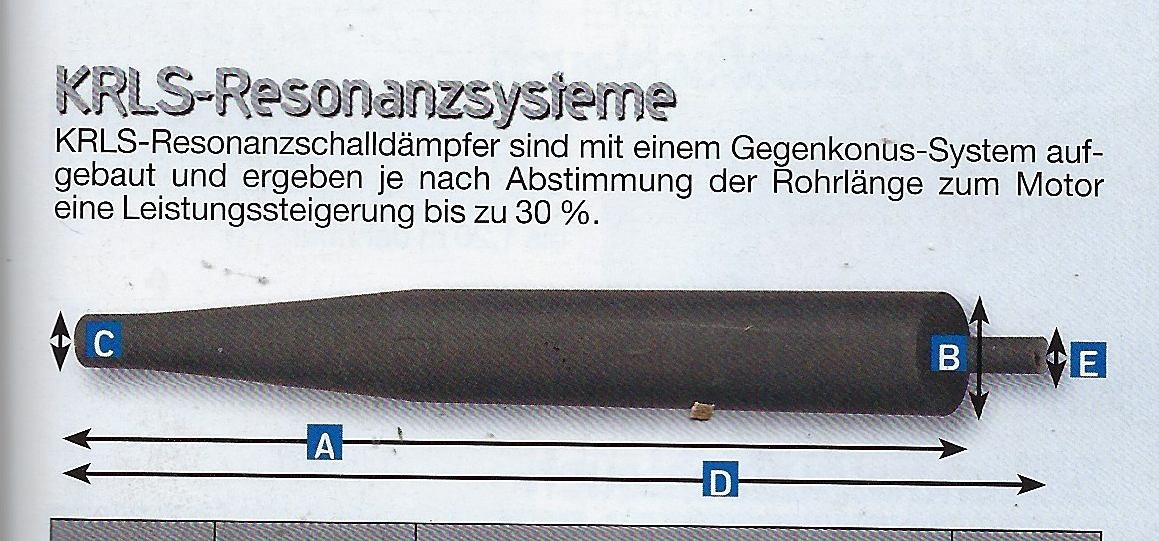 KRLS-Resonanzsysteme
KRLS-Resonanzschalldämpfer sind mit einem Gegenkonus-System auf-
gebaut und ergeben je nach Abstimmung der Rohrlänge zum Motor
eine Leistungssteigerung bis zu 30 %.
C
B
E
A
D